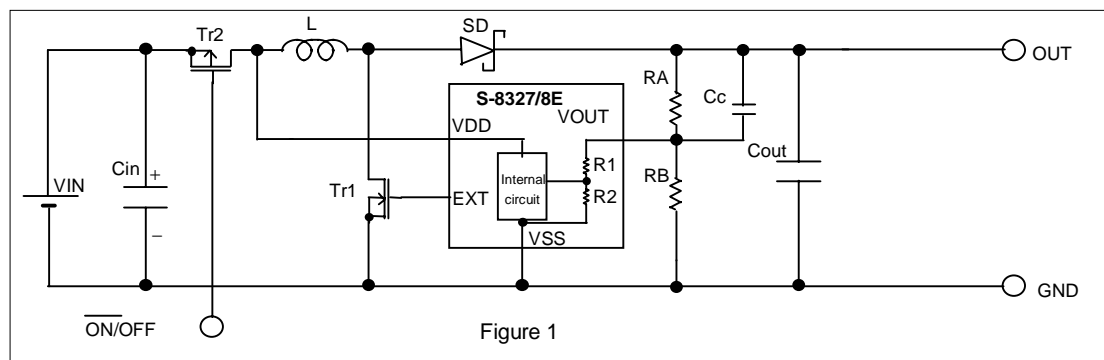 Tr2
L
SD
OUT
S-8327/8E
RA
Cc
VOUT
VDD
Cout
Cin
+
R1
Internal
circuit
VIN
RB
Tr1
EXT
R2
–
VSS
GND
ON/OFF
Figure 1